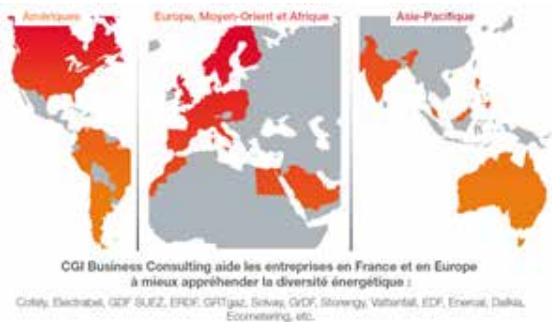 Amériques
Europe, Moyen-Orient et Afrique
Asie-Pacifique
CGI Business Consulting aide les entreprises en France et en Europe
à mieux appréhender la diversité énergétique :
Cofely, Electrabel, GDF SUEZ, ERDF, GRTgaz, Solvay, GrDF, Storengy, Vattenfall, EDF, Enercal, Dalkia,
Ecometering, etc.